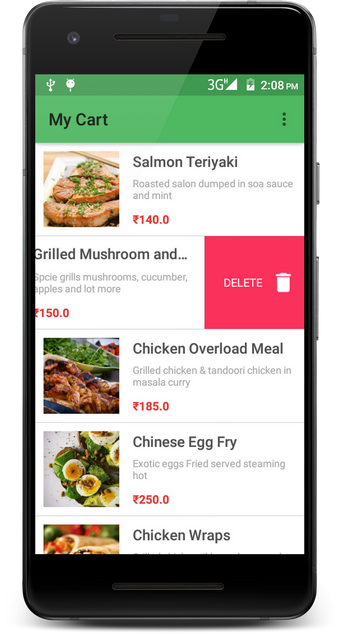 3G H 2:08 PM
My Cart
Salmon Teriyaki
Roasted salon dumped in soa sauce
and mint
₹140.0
Grilled Mushroom and...
Spcie grills mushrooms, cucumber,
apples and lot more
₹150.0
DELETE
Chicken Overload Meal
Grilled chicken & tandoori chicken in
masala curry
₹185.0
Chinese Egg Fry
Exotic eggs Fried served steaming
hot
₹250.0
Chicken Wraps